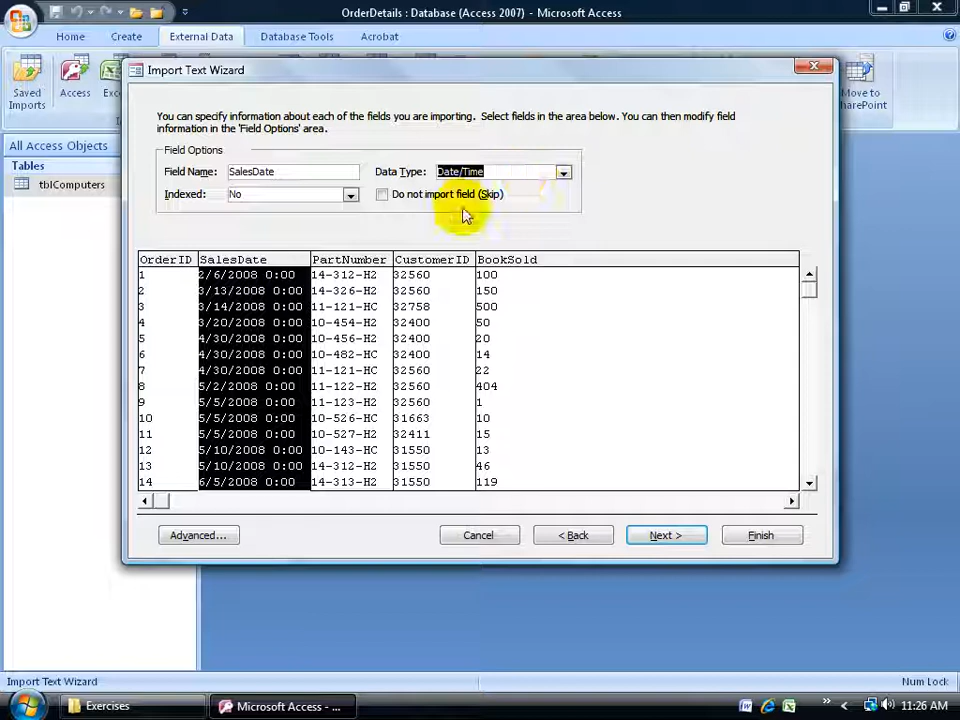 OrderDetails : Database (Access 2007) - Microsoft Access
Home Create External Data Database Tools Acrobat
Saved Imports
Access
Exc
Move to
SharePoint
All Access Objects
Tables
tblComputers
Import Text Wizard
You can specify information about each of the fields you are importing. Select fields in the area below. You can then modify field
information in the 'Field Options' area.
Field Options
Field Name: SalesDate Data Type: Date/Time
Indexed: No Do not import field (Skip)
OrderID SalesDate PartNumber CustomerID BookSold
1 2/6/2008 0:00 14-312-H2 32560 100
2 3/13/2008 0:00 14-326-H2 32560 150
3 3/14/2008 0:00 11-121-HC 32758 500
4 3/20/2008 0:00 10-454-H2 32400 50
5 4/30/2008 0:00 10-456-H2 32400 20
6 4/30/2008 0:00 10-482-HC 32400 14
7 4/30/2008 0:00 11-121-HC 32560 22
8 5/2/2008 0:00 11-122-H2 32560 404
9 5/5/2008 0:00 11-123-H2 32560 1
10 5/5/2008 0:00 10-526-HC 31663 10
11 5/5/2008 0:00 10-527-H2 32411 15
12 5/10/2008 0:00 10-143-HC 31550 13
13 5/10/2008 0:00 14-312-H2 31550 46
14 6/5/2008 0:00 14-313-H2 31550 119
Advanced... Cancel < Back Next > Finish
Import Text Wizard Num Lock
Exercises Microsoft Access - ... 11:26 AM